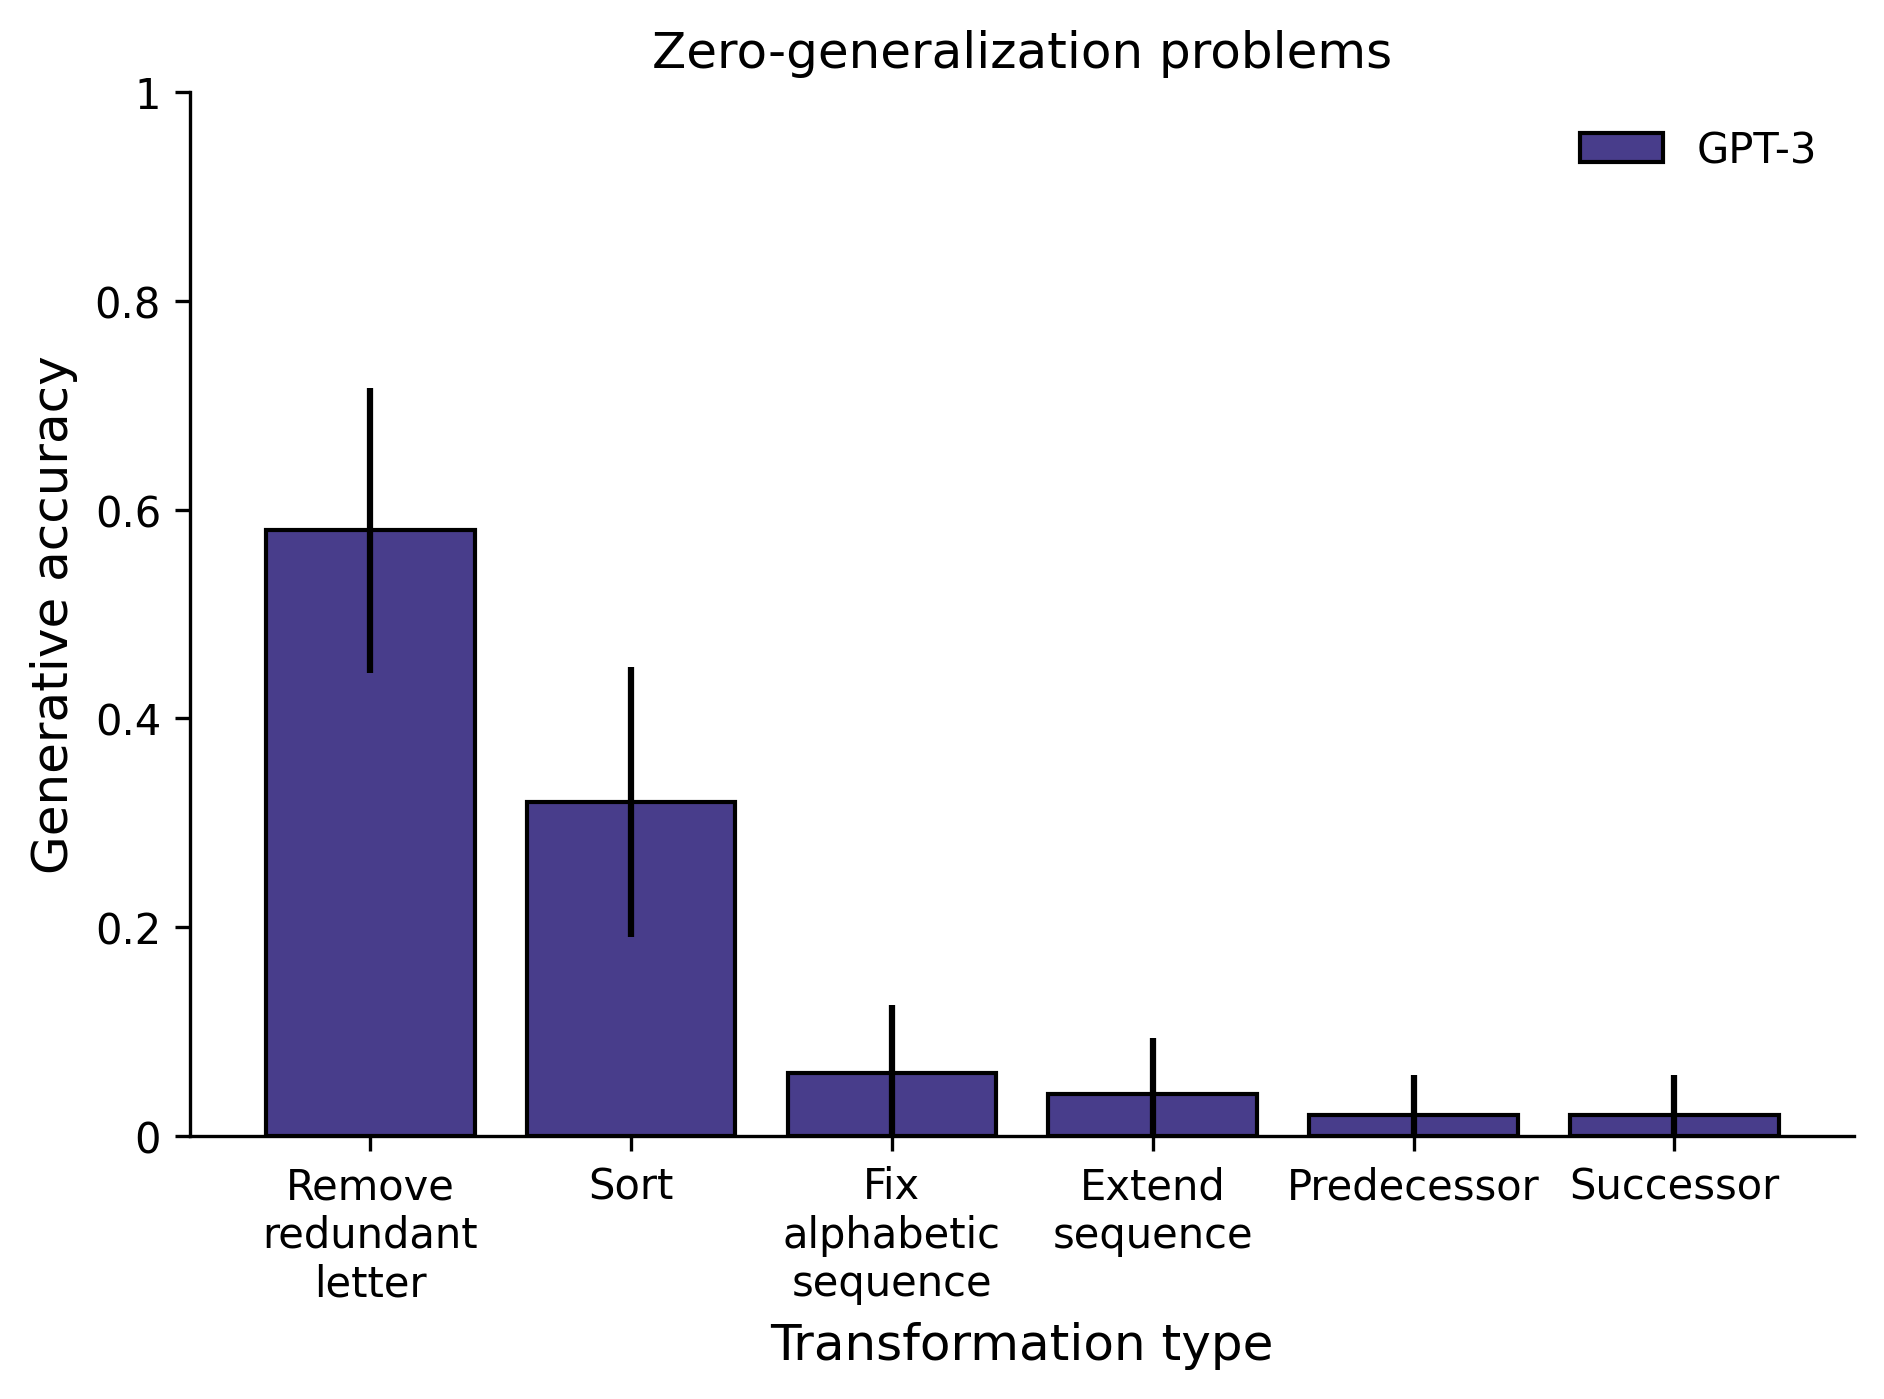 Zero-generalization problems
GPT-3
Generative accuracy
1
0.8
0.6
0.4
0.2
0
Remove
redundant
letter
Sort
Fix
alphabetic
sequence
Extend
sequence
Predecessor
Successor
Transformation type